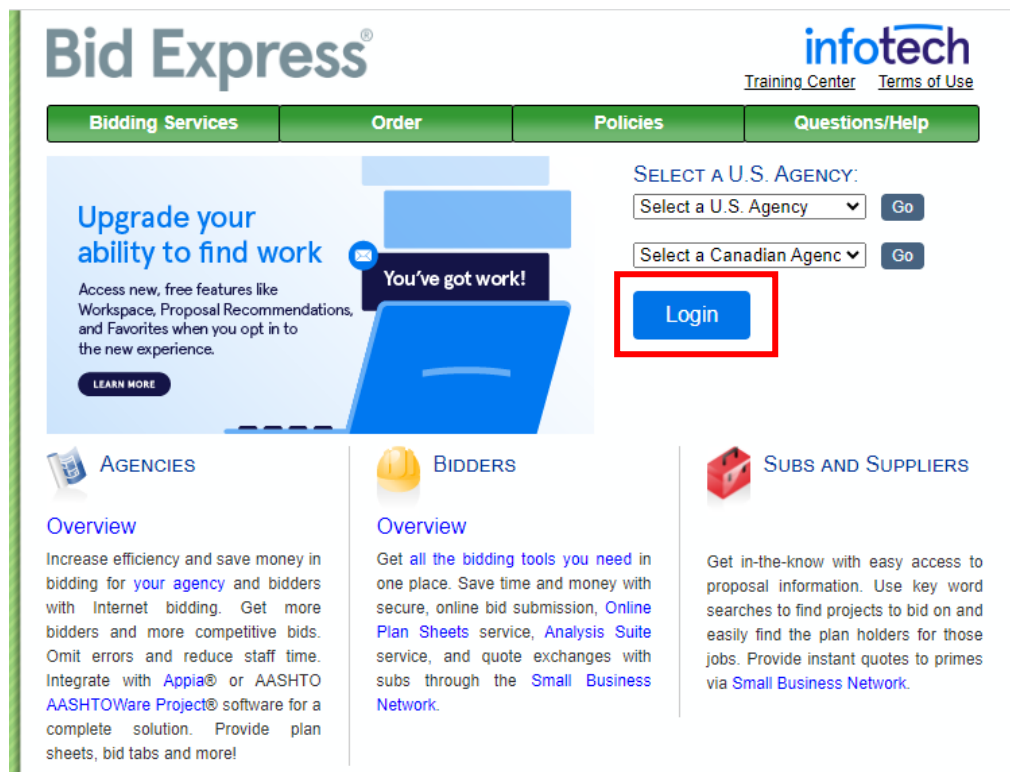 Bid Express®
infotech
Training Center Terms of Use
Bidding Services Order Policies Questions/Help
Upgrade your
ability to find work
Access new, free features like
Workspace, Proposal Recommendations,
and Favorites when you opt in to
the new experience.
LEARN MORE
You've got work!
SELECT A U.S. AGENCY:
Select a U.S. Agency Go
Select a Canadian Agenc Go
Login
AGENCIES
Overview
Increase efficiency and save money in
bidding for your agency and bidders
with Internet bidding. Get more
bidders and more competitive bids.
Omit errors and reduce staff time.
Integrate with Appia® or AASHTO
AASHTOWare Project® software for a
complete solution. Provide plan
sheets, bid tabs and more!
BIDDERS
Overview
Get all the bidding tools you need in
one place. Save time and money with
secure, online bid submission, Online
Plan Sheets service, Analysis Suite
service, and quote exchanges with
subs through the Small Business
Network.
SUBS AND SUPPLIERS
Get in-the-know with easy access to
proposal information. Use key word
searches to find projects to bid on and
easily find the plan holders for those
jobs. Provide instant quotes to primes
via Small Business Network.